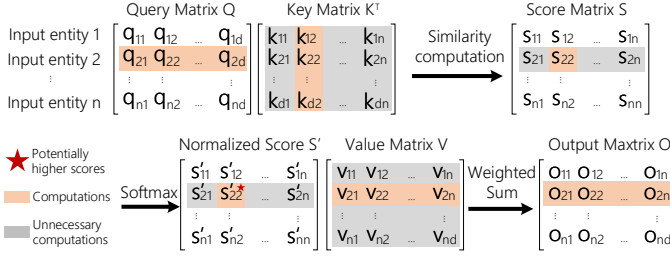 Query Matrix Q Key Matrix Kᵀ Score Matrix S
Input entity 1 q11 q12 ... q1d k11 k12 ... k1n s11 s12 ... s1n
Input entity 2 q21 q22 ... q2d k21 k22 ... k2n Similarity computation s21 s22 ... s2n
⋮ ⋮ ⋮ ⋮ ⋮ ⋮ ⋮
Input entity n qn1 qn2 ... qnd kd1 kd2 ... kdn sn1 sn2 ... snn
Normalized Score S' Value Matrix V Output Maxtrix O
Potentially higher scores
Computations
Unnecessary computations
Softmax
s'11 s'12 ... s'1n v11 v12 ... v1n Weighted Sum o11 o12 ... o1n
s'21 s'22 ... s'2n v21 v22 ... v2n o21 o22 ... o2n
⋮ ⋮ ⋮ ⋮ ⋮ ⋮
s'n1 s'n2 ... s'nn vn1 vn2 ... vnd on1 on2 ... ond